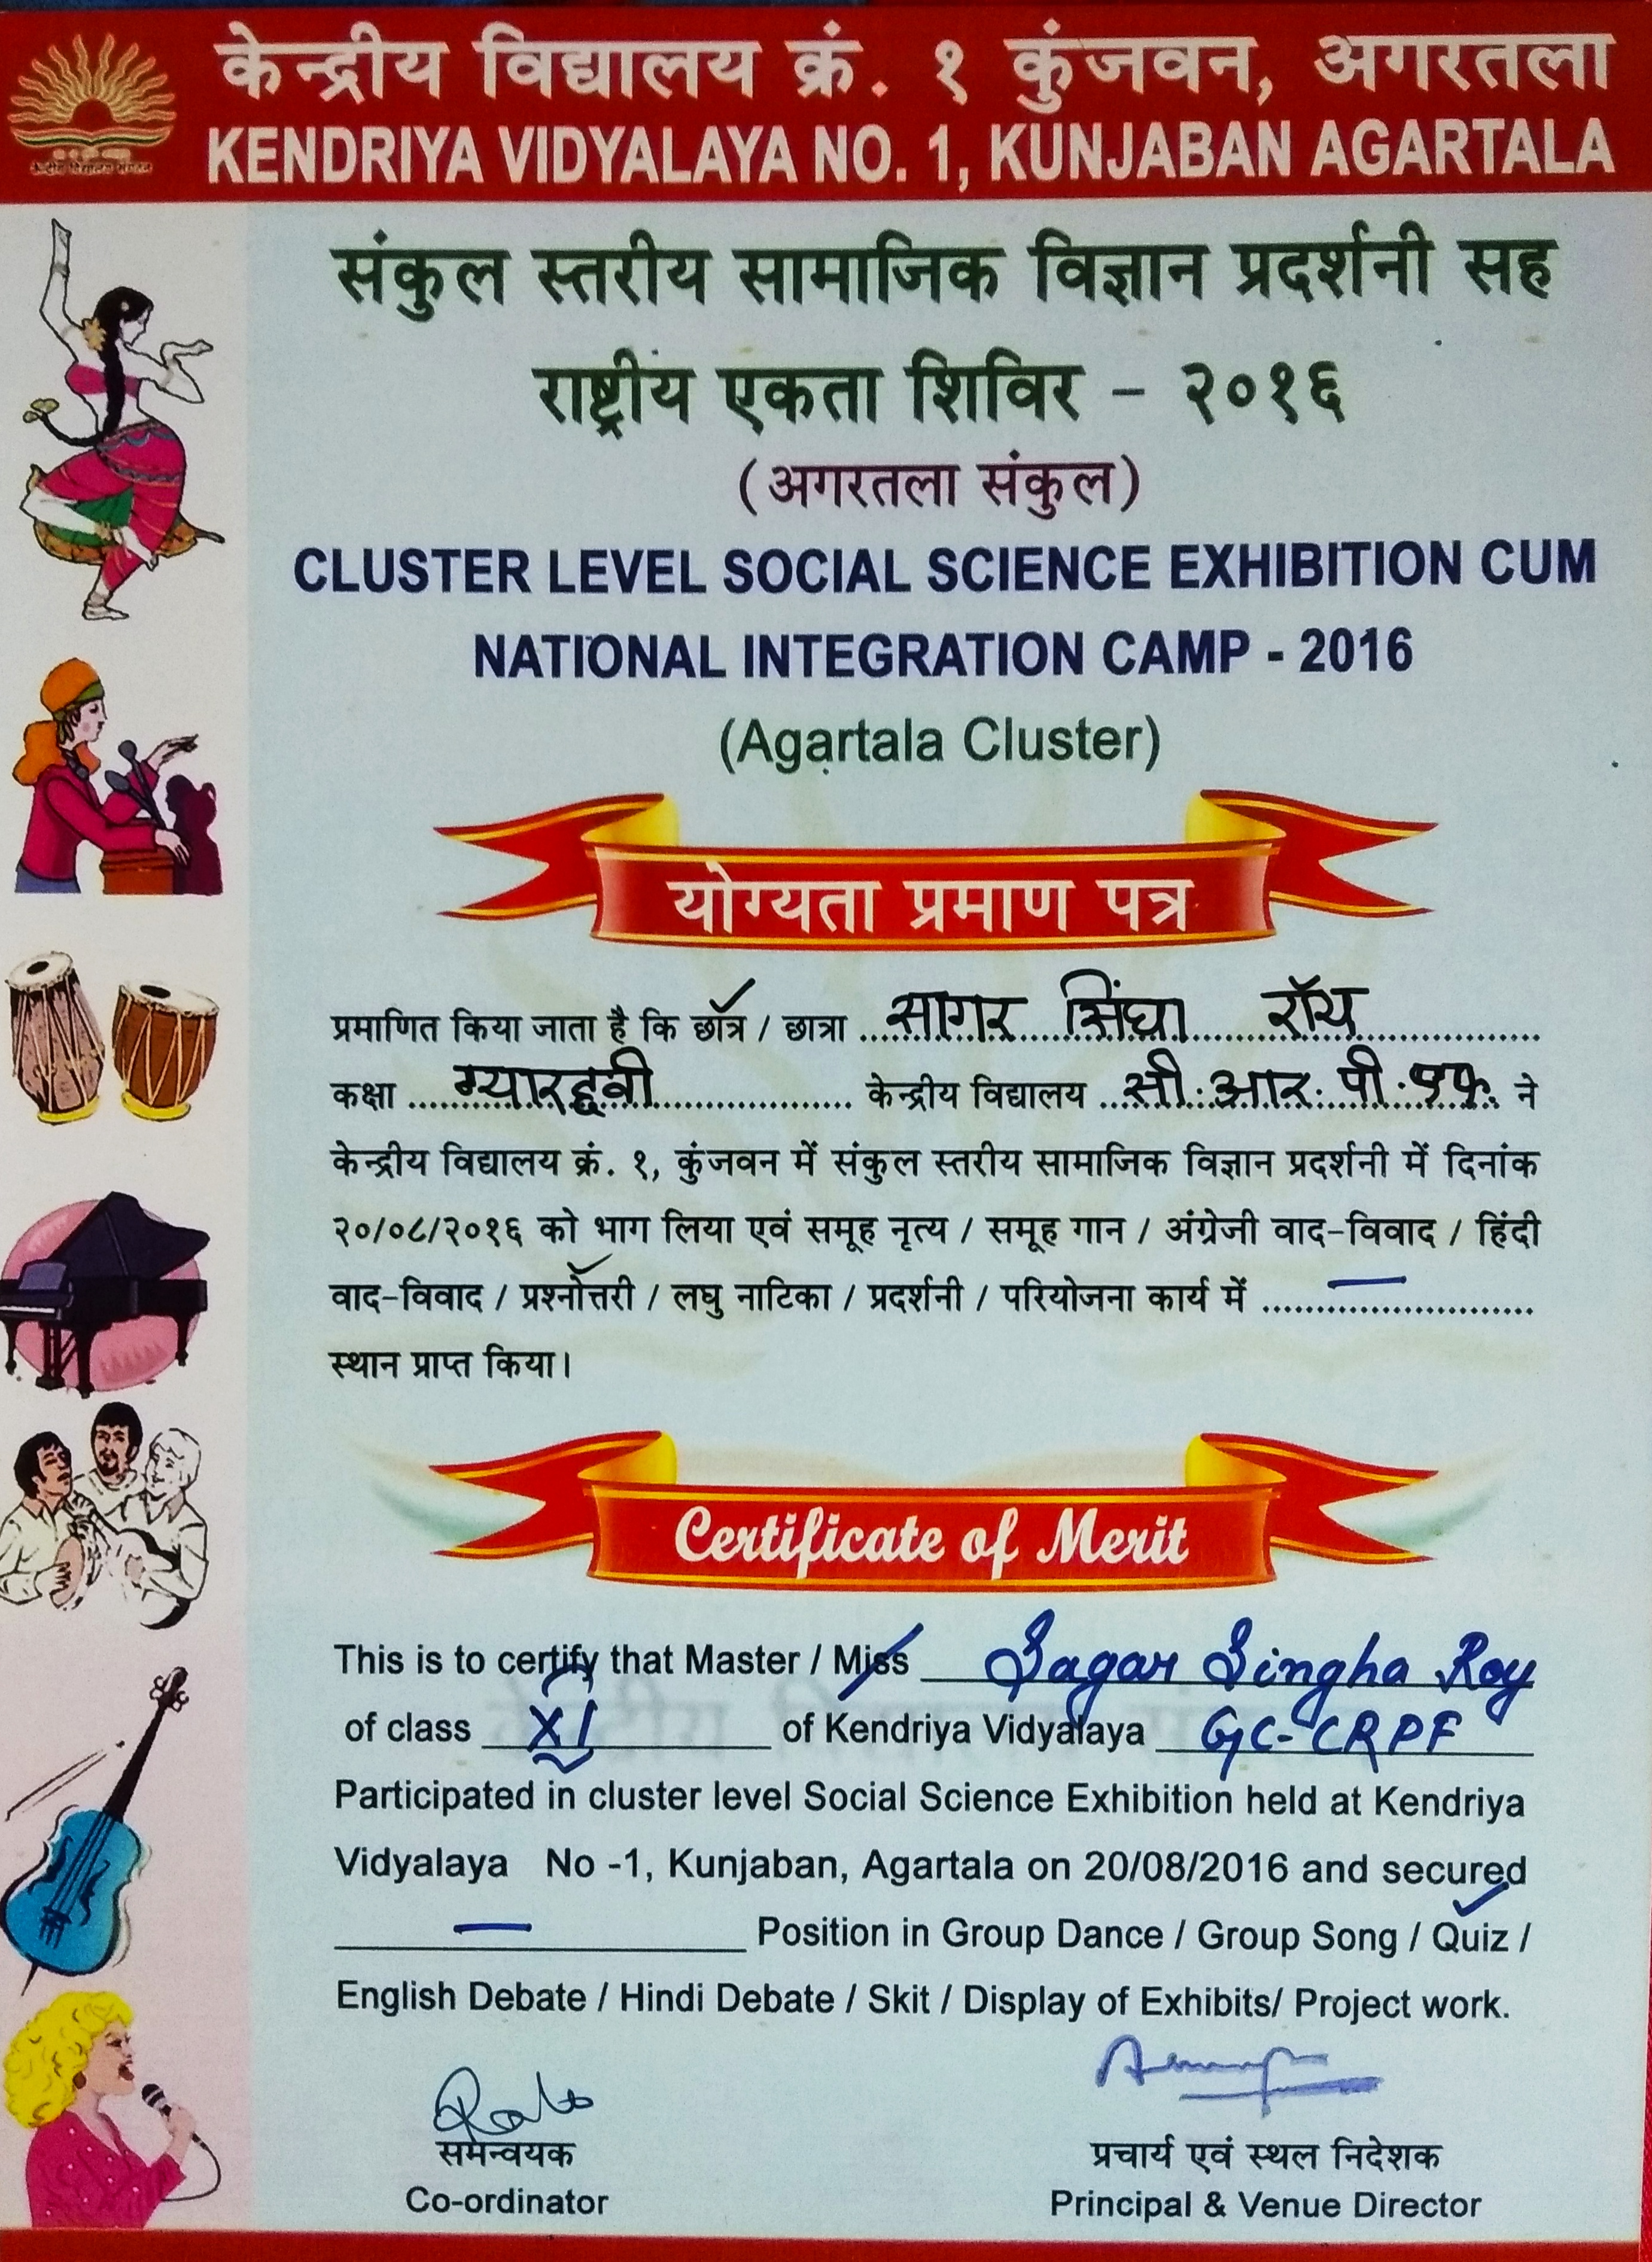 केन्द्रीय विद्यालय क्रं. १ कुंजवन, अगरतला
KENDRIYA VIDYALAYA NO. 1, KUNJABAN AGARTALA
केन्द्रीय विद्यालय संगठन
संकुल स्तरीय सामाजिक विज्ञान प्रदर्शनी सह
राष्ट्रीय एकता शिविर - २०१६
(अगरतला संकुल)
CLUSTER LEVEL SOCIAL SCIENCE EXHIBITION CUM
NATIONAL INTEGRATION CAMP - 2016
(Agartala Cluster)
योग्यता प्रमाण पत्र
प्रमाणित किया जाता है कि छात्र / छात्रा सागर सिंघा रॉय
कक्षा ग्यारहवी केन्द्रीय विद्यालय सी.आर.पी.एफ. ने
केन्द्रीय विद्यालय क्रं. १, कुंजवन में संकुल स्तरीय सामाजिक विज्ञान प्रदर्शनी में दिनांक
२०/०८/२०१६ को भाग लिया एवं समूह नृत्य / समूह गान / अंग्रेजी वाद-विवाद / हिंदी
वाद-विवाद / प्रश्नोत्तरी / लघु नाटिका / प्रदर्शनी / परियोजना कार्य में —
स्थान प्राप्त किया।
Certificate of Merit
This is to certify that Master / Miss Sagar Singha Roy
of class XI of Kendriya Vidyalaya GC-CRPF
Participated in cluster level Social Science Exhibition held at Kendriya
Vidyalaya No -1, Kunjaban, Agartala on 20/08/2016 and secured
— Position in Group Dance / Group Song / Quiz /
English Debate / Hindi Debate / Skit / Display of Exhibits/ Project work.
समन्वयक
Co-ordinator
प्रचार्य एवं स्थल निदेशक
Principal & Venue Director